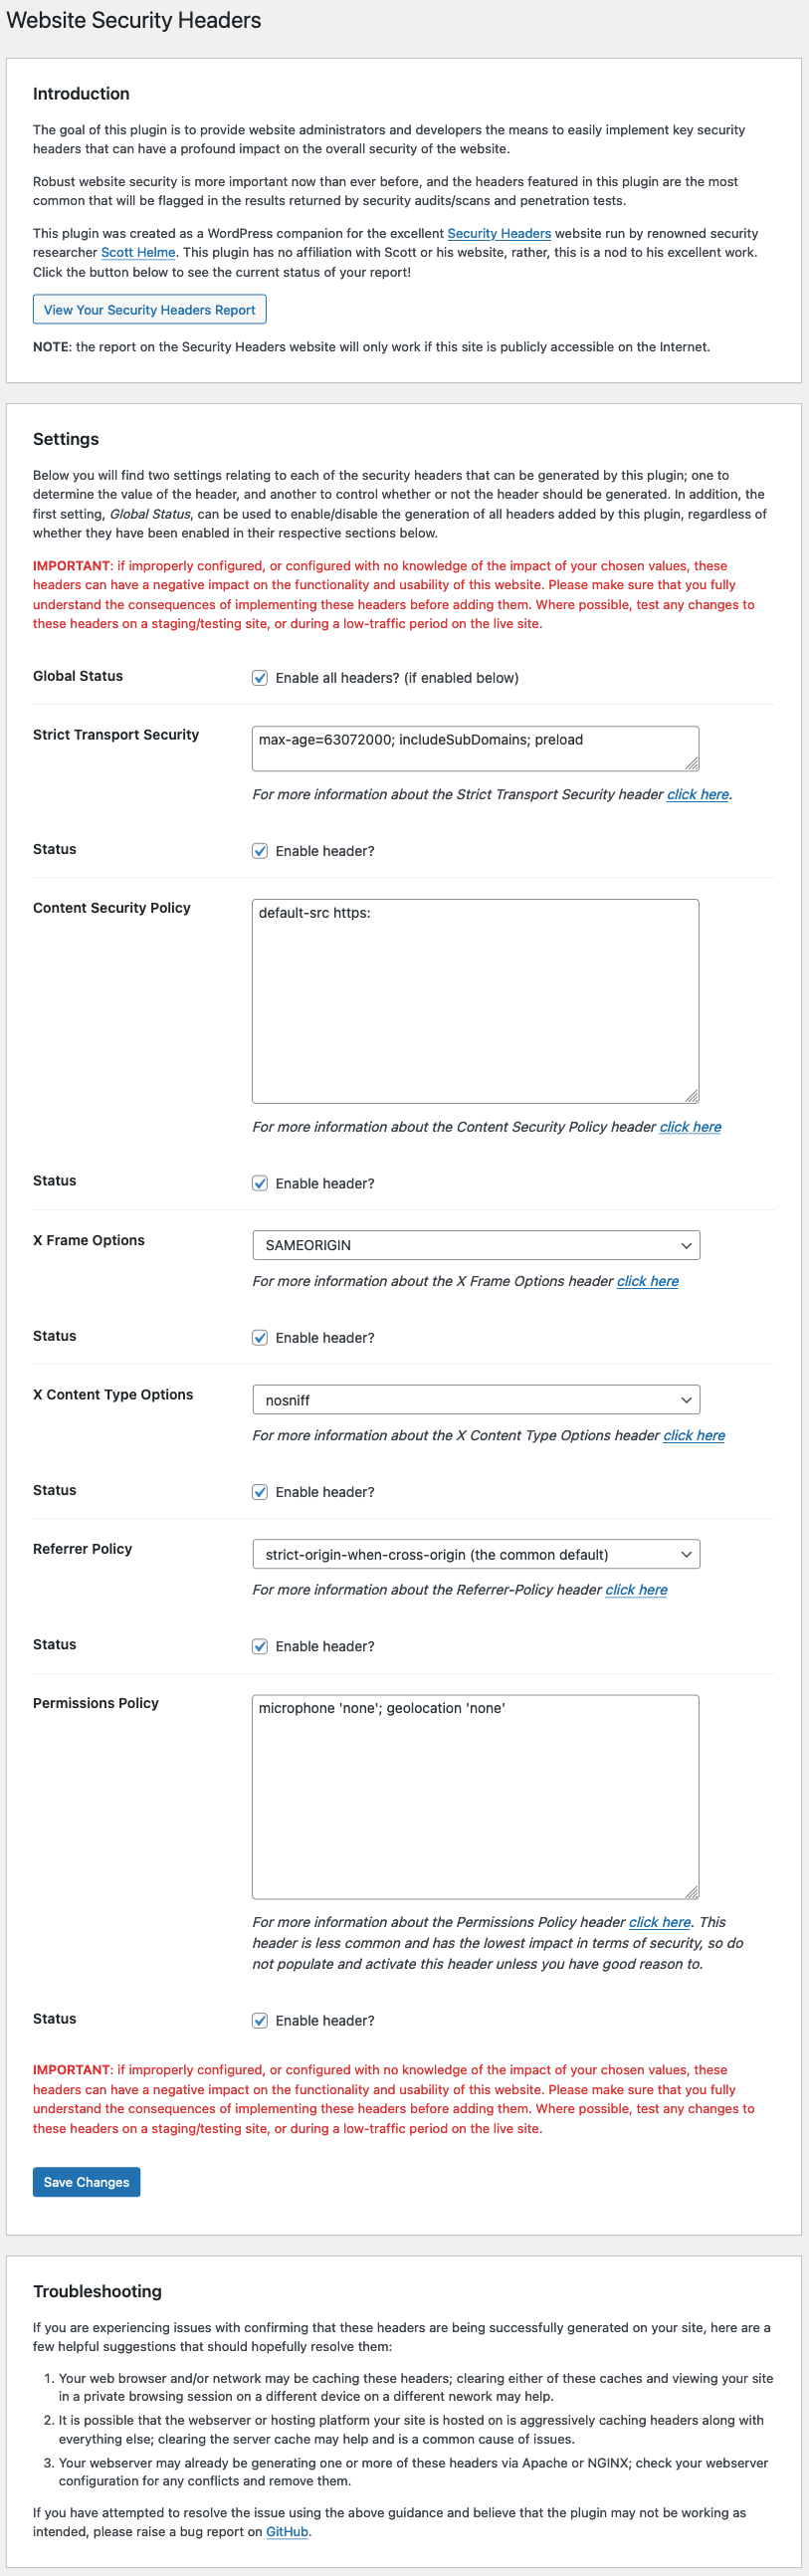 Website Security Headers
Introduction
The goal of this plugin is to provide website administrators and developers the means to easily implement key security
headers that can have a profound impact on the overall security of the website.
Robust website security is more important now than ever before, and the headers featured in this plugin are the most
common that will be flagged in the results returned by security audits/scans and penetration tests.
This plugin was created as a WordPress companion for the excellent Security Headers website run by renowned security
researcher Scott Helme. This plugin has no affiliation with Scott or his website, rather, this is a nod to his excellent work.
Click the button below to see the current status of your report!
View Your Security Headers Report
NOTE: the report on the Security Headers website will only work if this site is publicly accessible on the Internet.
Settings
Below you will find two settings relating to each of the security headers that can be generated by this plugin; one to
determine the value of the header, and another to control whether or not the header should be generated. In addition, the
first setting, Global Status, can be used to enable/disable the generation of all headers added by this plugin, regardless of
whether they have been enabled in their respective sections below.
IMPORTANT: if improperly configured, or configured with no knowledge of the impact of your chosen values, these
headers can have a negative impact on the functionality and usability of this website. Please make sure that you fully
understand the consequences of implementing these headers before adding them. Where possible, test any changes to
these headers on a staging/testing site, or during a low-traffic period on the live site.
Global Status Enable all headers? (if enabled below)
Strict Transport Security max-age=63072000; includeSubDomains; preload
For more information about the Strict Transport Security header click here.
Status Enable header?
Content Security Policy default-src https:
For more information about the Content Security Policy header click here
Status Enable header?
X Frame Options SAMEORIGIN
For more information about the X Frame Options header click here
Status Enable header?
X Content Type Options nosniff
For more information about the X Content Type Options header click here
Status Enable header?
Referrer Policy strict-origin-when-cross-origin (the common default)
For more information about the Referrer-Policy header click here
Status Enable header?
Permissions Policy microphone 'none'; geolocation 'none'
For more information about the Permissions Policy header click here. This
header is less common and has the lowest impact in terms of security, so do
not populate and activate this header unless you have good reason to.
Status Enable header?
IMPORTANT: if improperly configured, or configured with no knowledge of the impact of your chosen values, these
headers can have a negative impact on the functionality and usability of this website. Please make sure that you fully
understand the consequences of implementing these headers before adding them. Where possible, test any changes to
these headers on a staging/testing site, or during a low-traffic period on the live site.
Save Changes
Troubleshooting
If you are experiencing issues with confirming that these headers are being successfully generated on your site, here are a
few helpful suggestions that should hopefully resolve them:
1. Your web browser and/or network may be caching these headers; clearing either of these caches and viewing your site
in a private browsing session on a different device on a different nework may help.
2. It is possible that the webserver or hosting platform your site is hosted on is aggressively caching headers along with
everything else; clearing the server cache may help and is a common cause of issues.
3. Your webserver may already be generating one or more of these headers via Apache or NGINX; check your webserver
configuration for any conflicts and remove them.
If you have attempted to resolve the issue using the above guidance and believe that the plugin may not be working as
intended, please raise a bug report on GitHub.